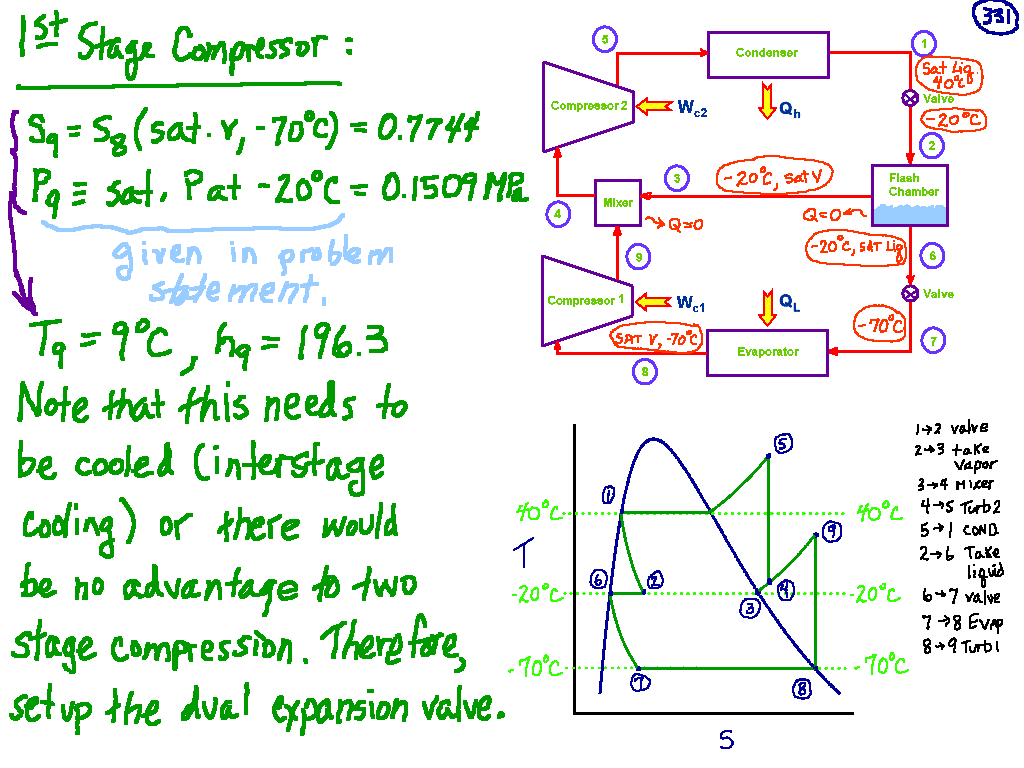 331
1st Stage Compressor:
S9 = S8 (sat. v, -70°C) = 0.7744
P9 ≡ sat. P at -20°C = 0.1509 MPa
given in problem
statement.
T9 = 9°C, h9 = 196.3
Note that this needs to
be cooled (interstage
cooling) or there would
be no advantage to two
stage compression. Therefore,
setup the dual expansion valve.
5
Condenser
1
Sat Liq
40°C
Compressor 2
Wc2
Qh
Valve
-20°C
2
3
-20°C, Sat V
Flash
Chamber
Mixer
4
Q=0
Q=0
-20°C, sat Liq
9
6
Compressor 1
Wc1
QL
Valve
-70°C
SAT V, -70°C
Evaporator
7
8
T
40°C
-20°C
-70°C
1
5
9
6
2
3
4
7
8
40°C
-20°C
-70°C
S
1→2 valve
2→3 take
vapor
3→4 Mixer
4→5 Turb2
5→1 COND
2→6 Take
liquid
6→7 valve
7→8 Evap
8→9 Turb1